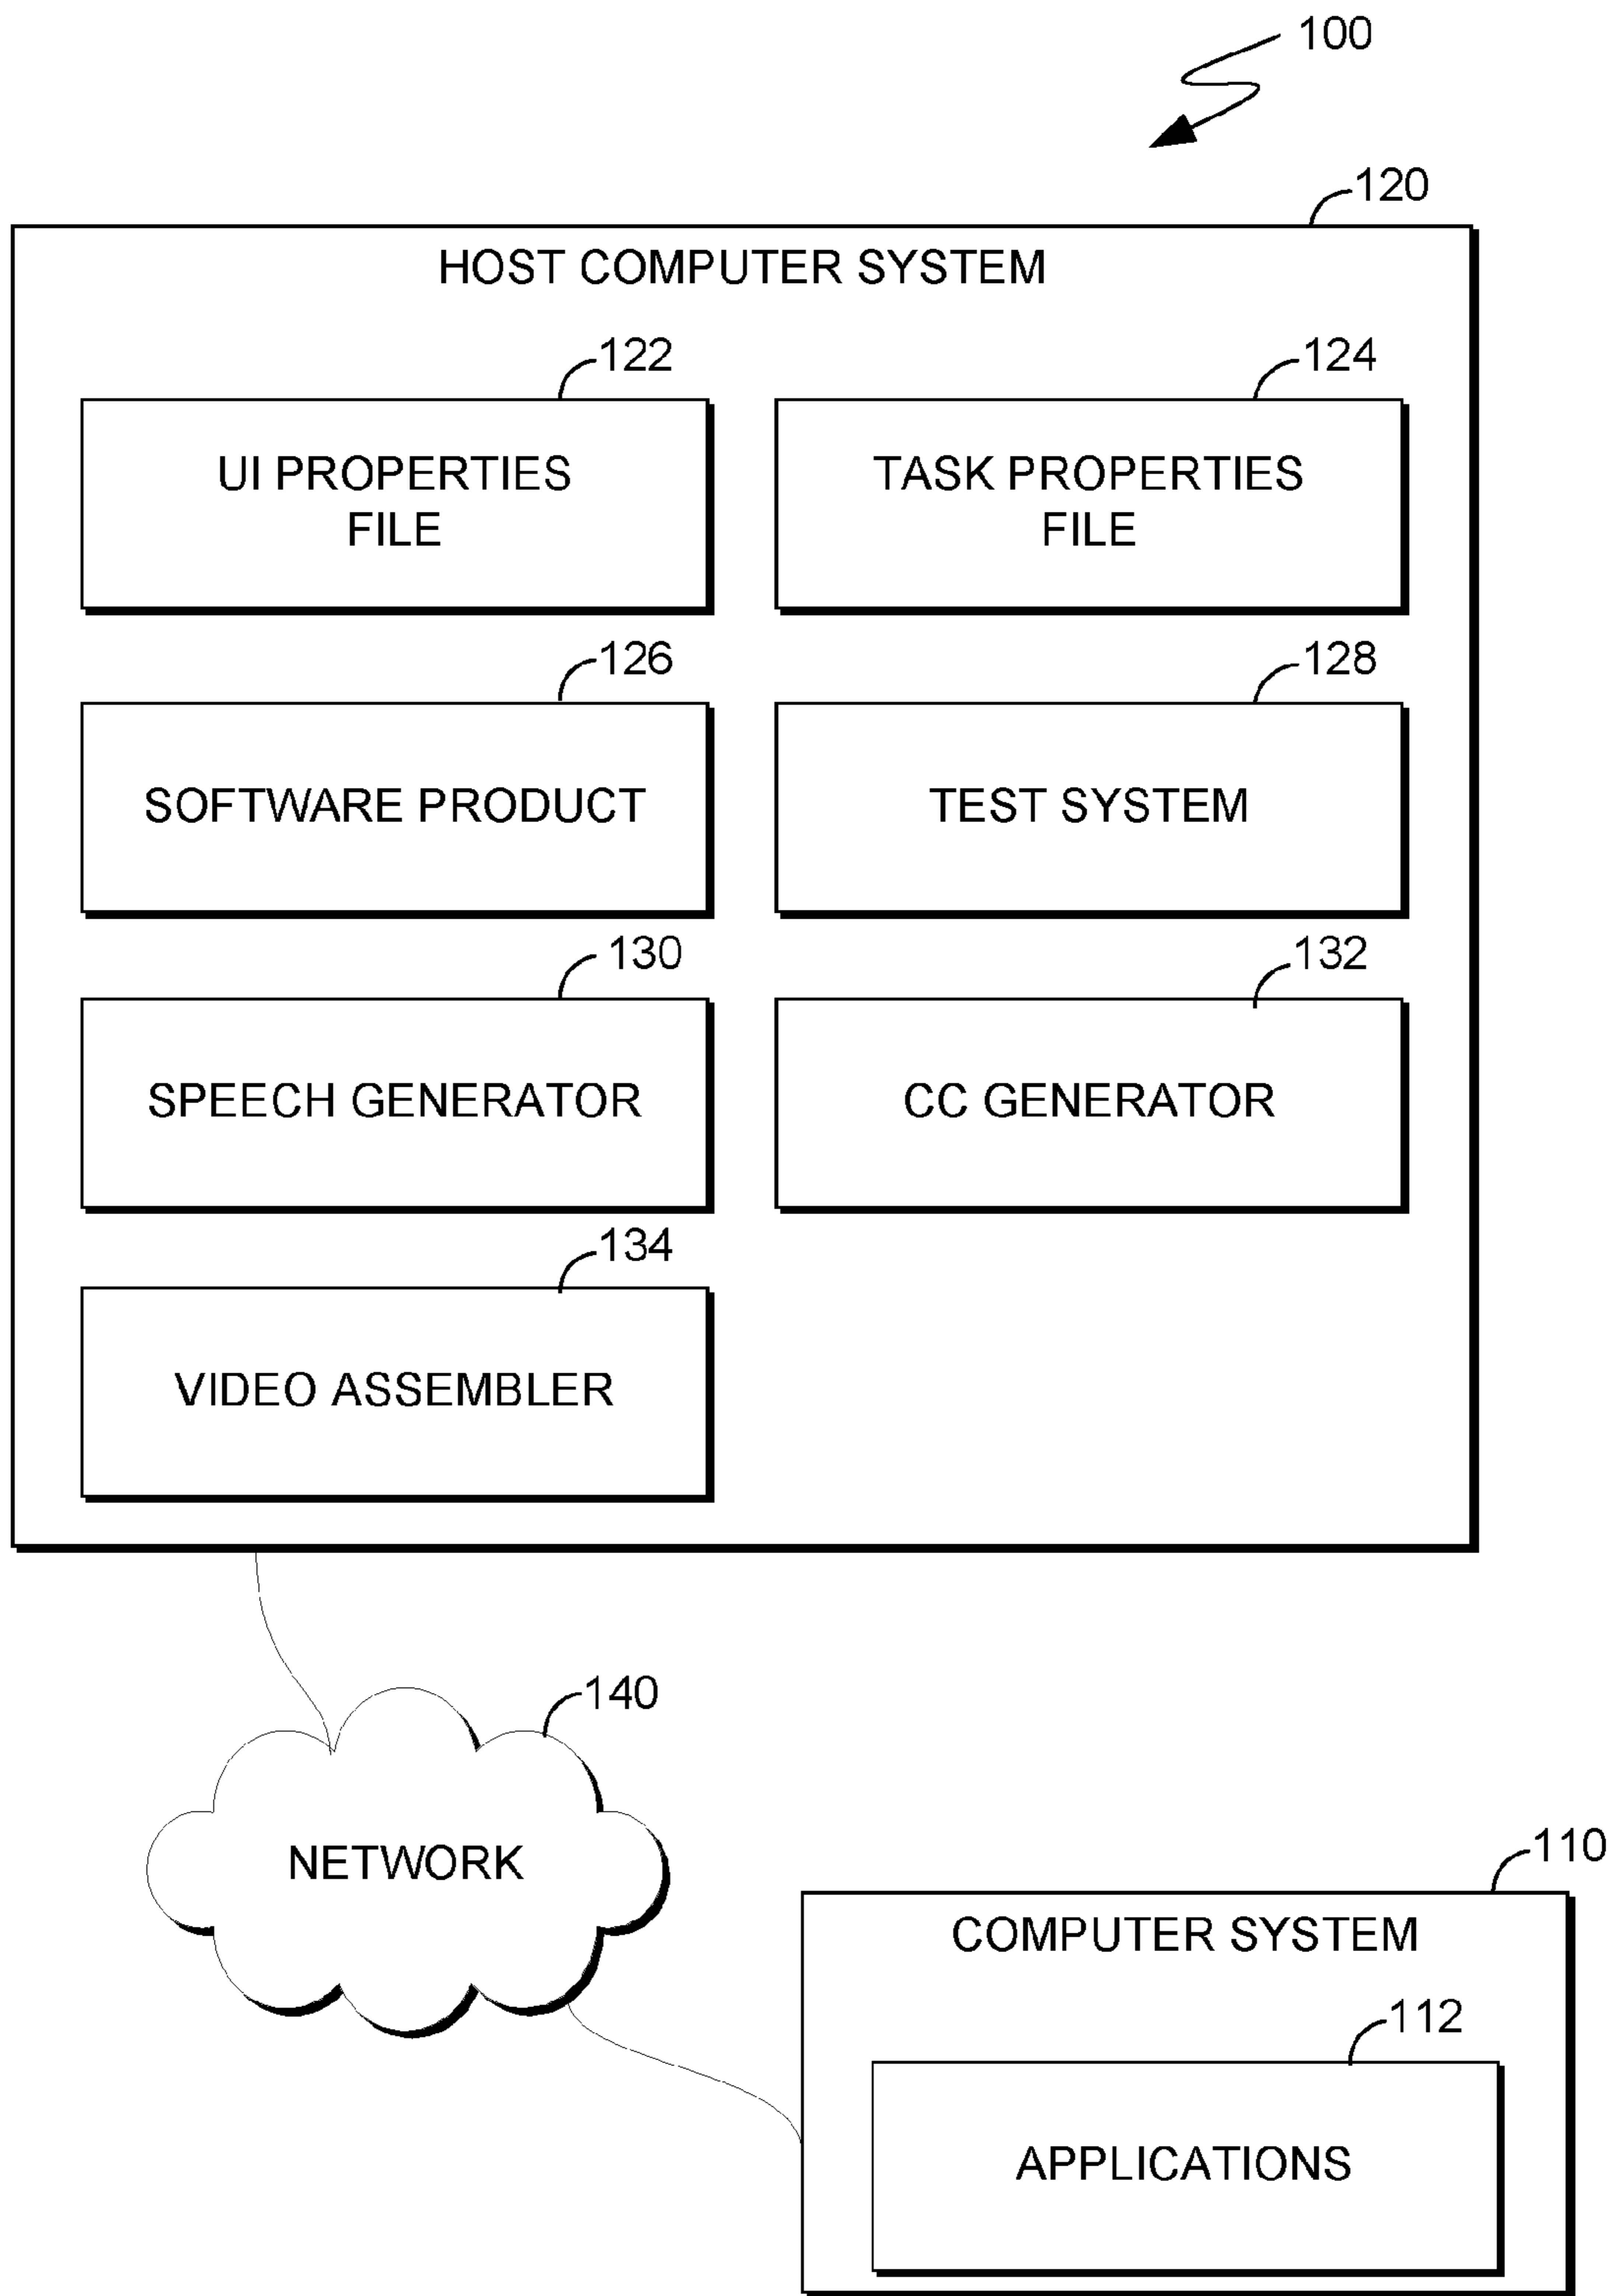 100
120
HOST COMPUTER SYSTEM
122
124
UI PROPERTIES
FILE
TASK PROPERTIES
FILE
126
128
SOFTWARE PRODUCT
TEST SYSTEM
130
132
SPEECH GENERATOR
CC GENERATOR
134
VIDEO ASSEMBLER
140
NETWORK
110
COMPUTER SYSTEM
112
APPLICATIONS